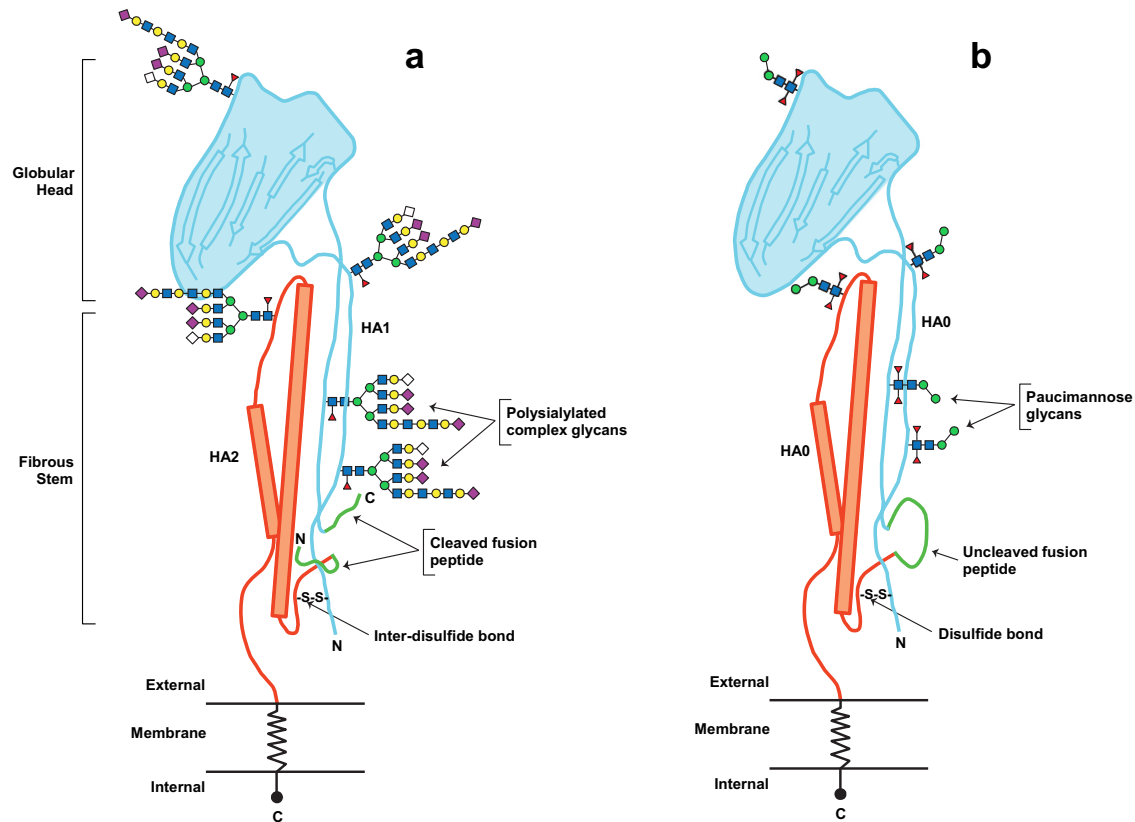 a
Globular
Head
HA1
Polysialylated
complex glycans
HA2
Fibrous
Stem
C
N
Cleaved fusion
peptide
-S-S-
Inter-disulfide bond
N
External
Membrane
Internal
C
b
HA0
Paucimannose
glycans
HA0
Uncleaved fusion
peptide
-S-S-
Disulfide bond
N
External
Membrane
Internal
C